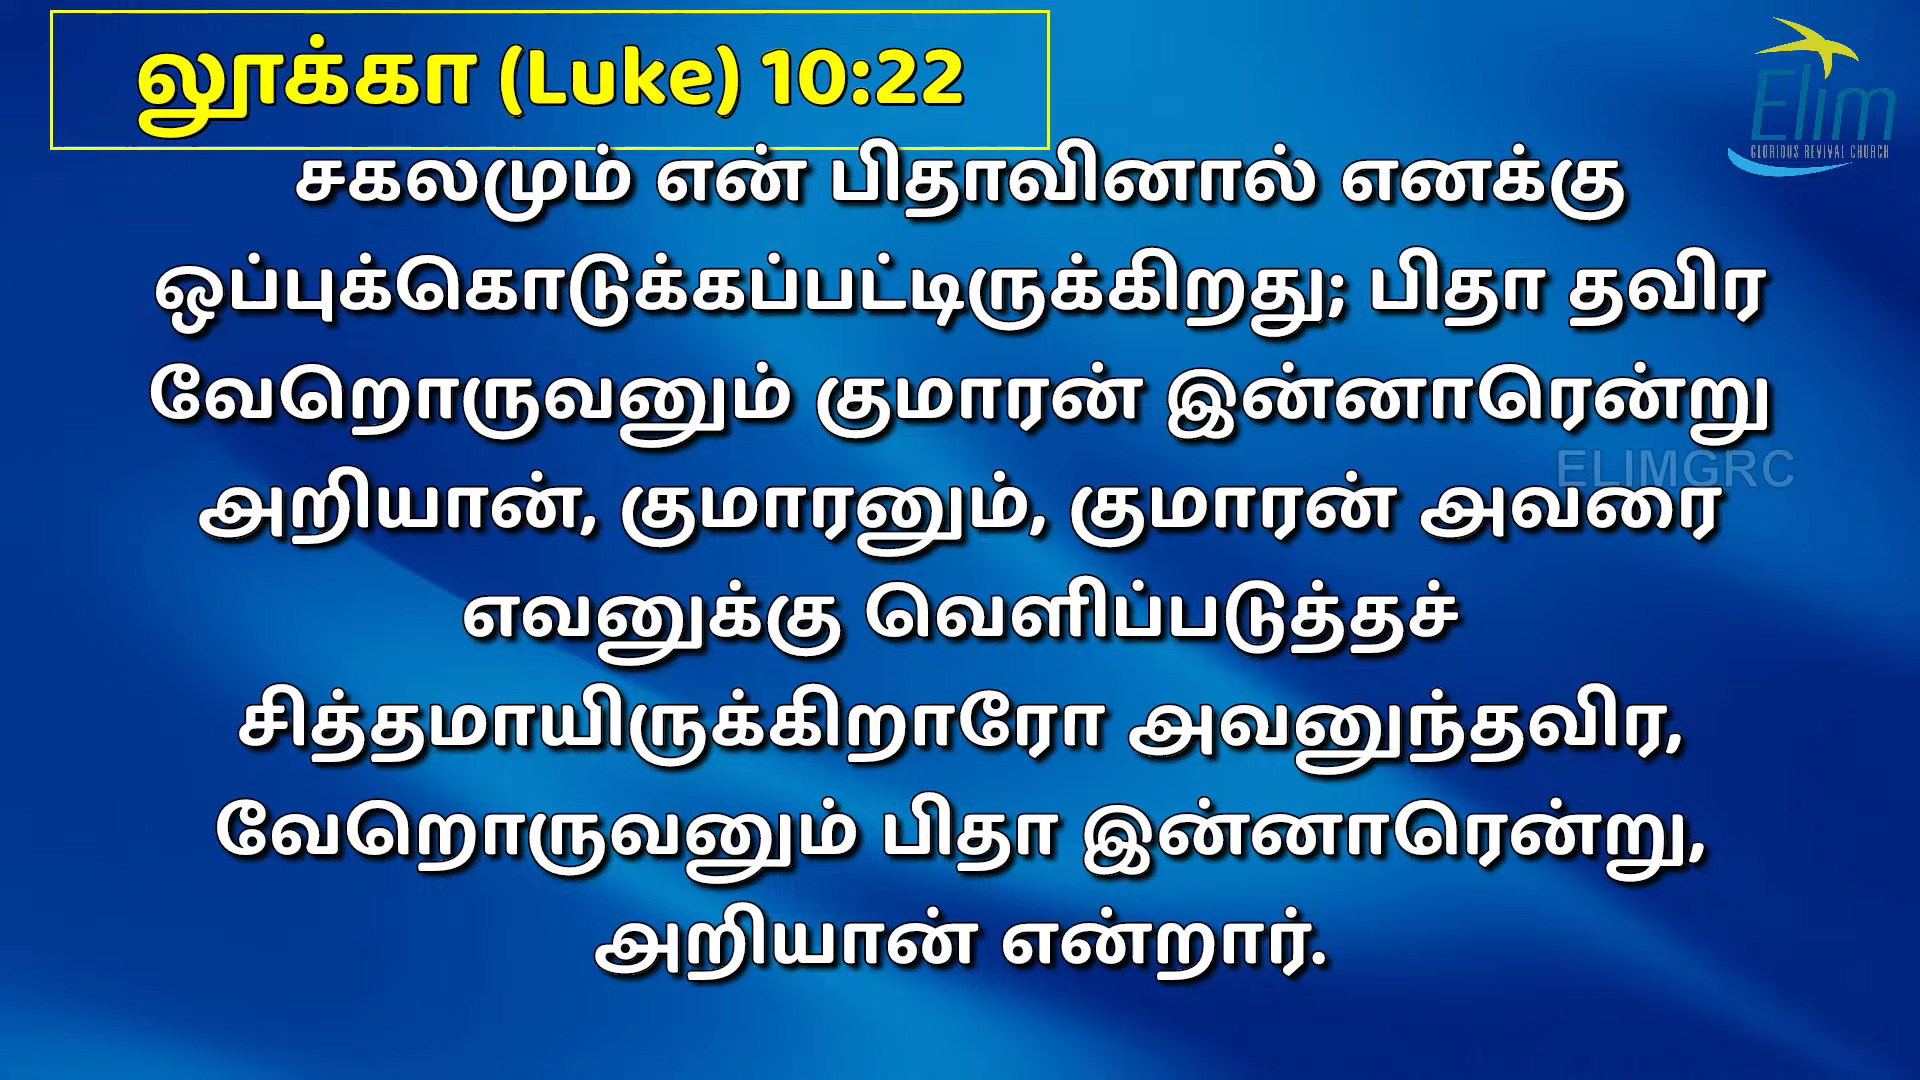 லூக்கா (Luke) 10:22
Elim
GLORIOUS REVIVAL CHURCH
சகலமும் என் பிதாவினால் எனக்கு
ஒப்புக்கொடுக்கப்பட்டிருக்கிறது; பிதா தவிர
வேறொருவனும் குமாரன் இன்னாரென்று
ELIMGRC
அறியான், குமாரனும், குமாரன் அவரை
எவனுக்கு வெளிப்படுத்தச்
சித்தமாயிருக்கிறாரோ அவனுந்தவிர,
வேறொருவனும் பிதா இன்னாரென்று,
அறியான் என்றார்.